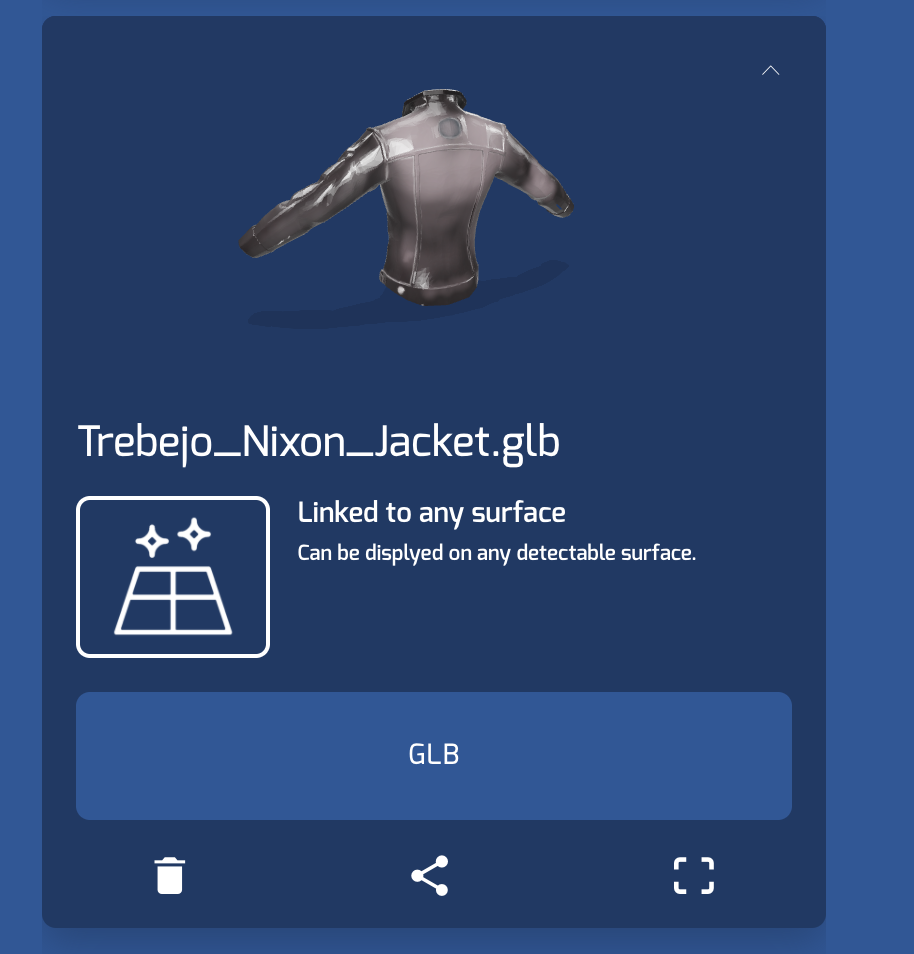 Trebejo_Nixon_Jacket.glb
Linked to any surface
Can be displyed on any detectable surface.
GLB